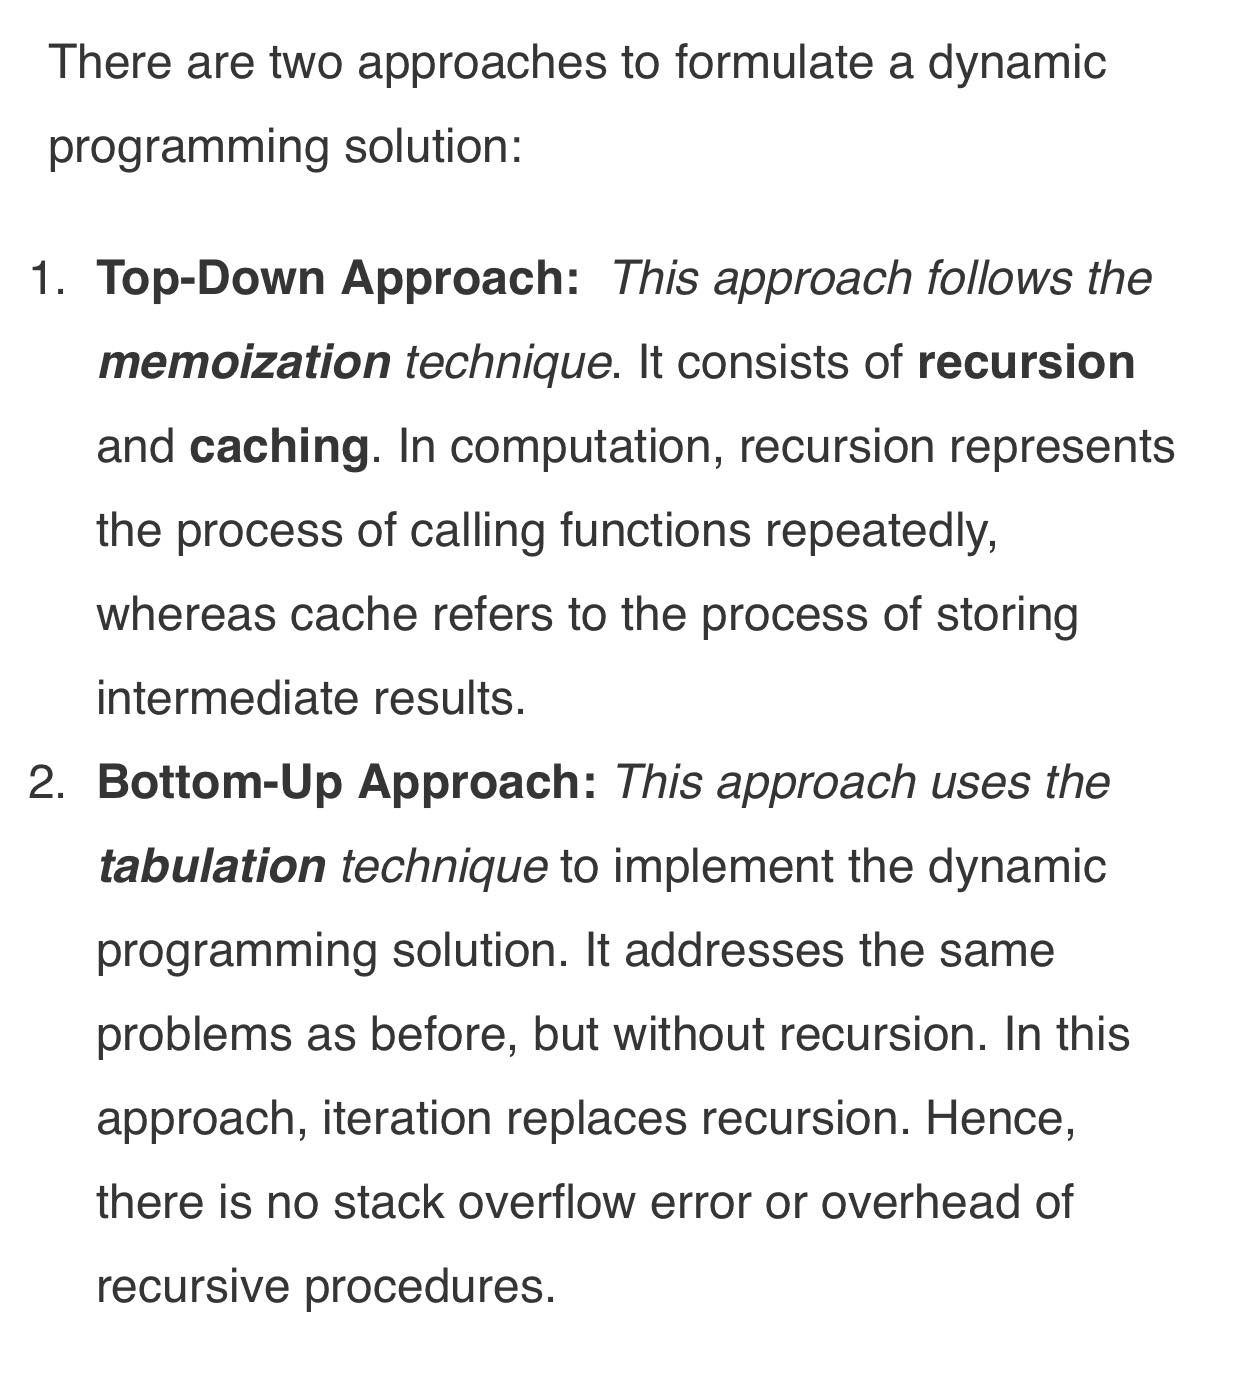 There are two approaches to formulate a dynamic
programming solution:
1. Top-Down Approach: This approach follows the
memoization technique. It consists of recursion
and caching. In computation, recursion represents
the process of calling functions repeatedly,
whereas cache refers to the process of storing
intermediate results.
2. Bottom-Up Approach: This approach uses the
tabulation technique to implement the dynamic
programming solution. It addresses the same
problems as before, but without recursion. In this
approach, iteration replaces recursion. Hence,
there is no stack overflow error or overhead of
recursive procedures.